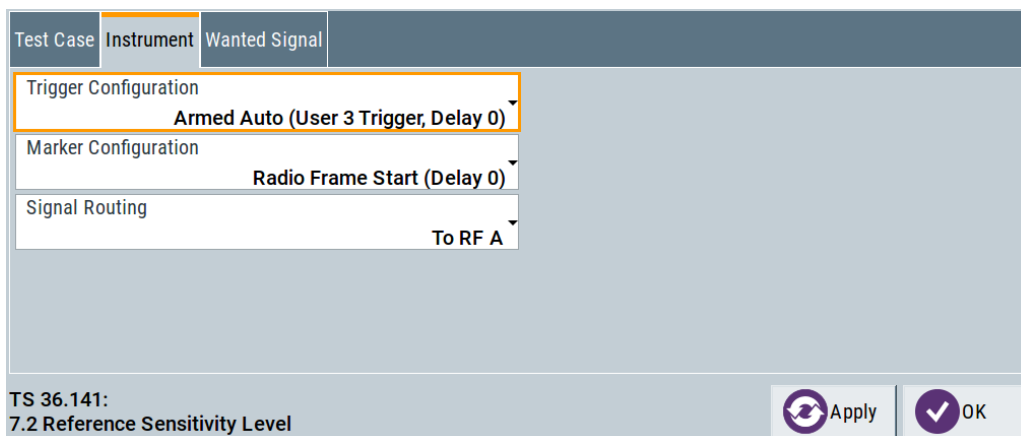 Test Case Instrument Wanted Signal
Trigger Configuration
Armed Auto (User 3 Trigger, Delay 0)
Marker Configuration
Radio Frame Start (Delay 0)
Signal Routing
To RF A
TS 36.141:
7.2 Reference Sensitivity Level
Apply OK